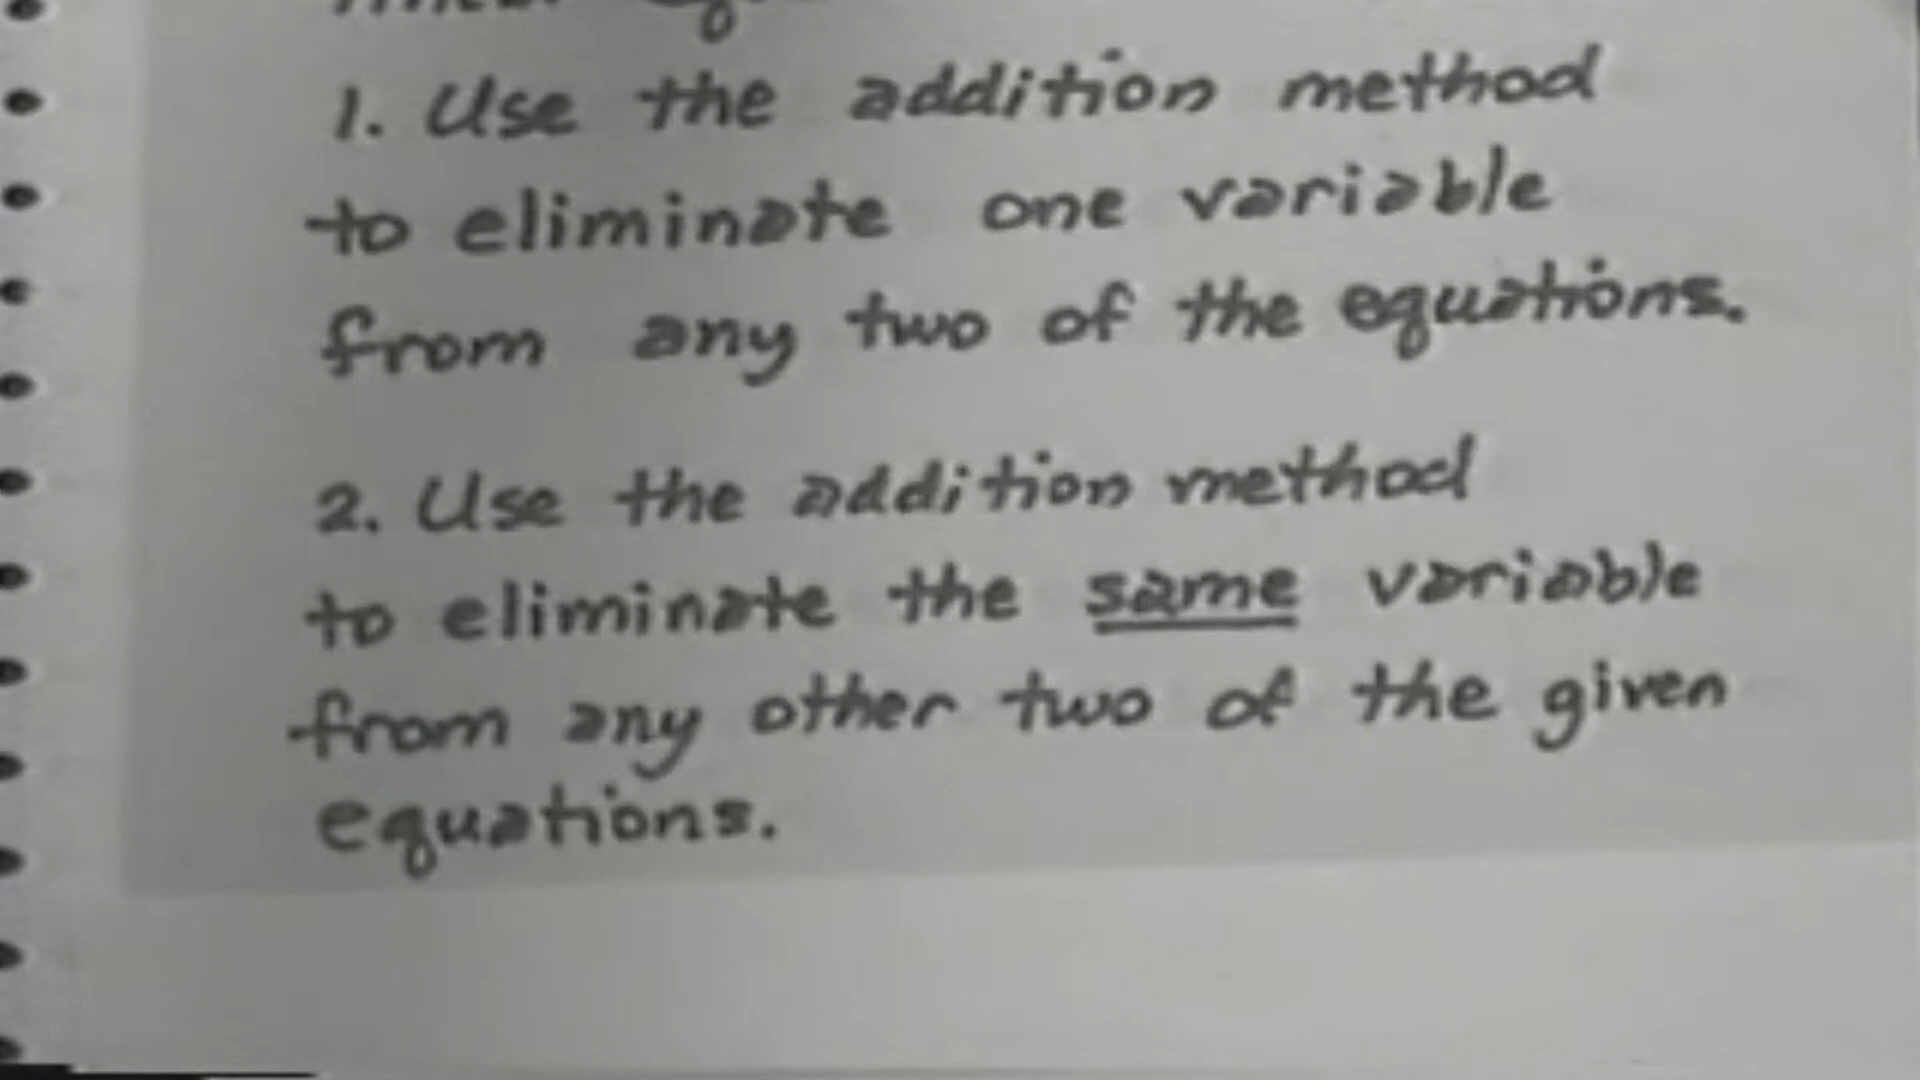 1. Use the addition method
to eliminate one variable
from any two of the equations.
2. Use the addition method
to eliminate the same variable
from any other two of the given
equations.